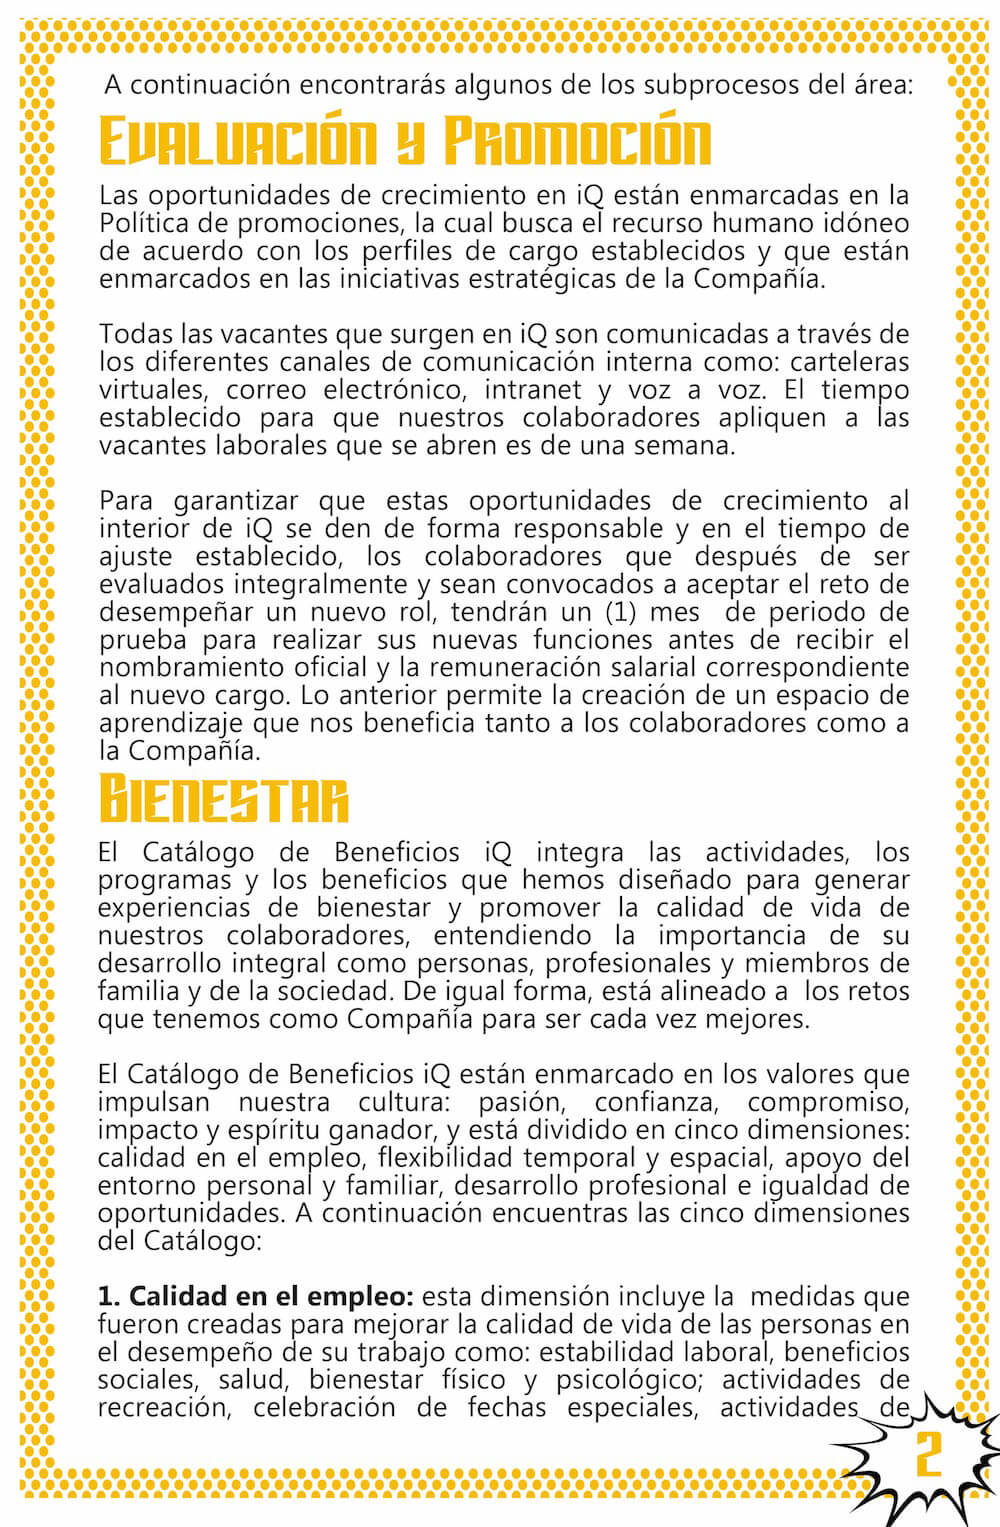 A continuación encontrarás algunos de los subprocesos del área:
Evaluación y Promoción
Las oportunidades de crecimiento en iQ están enmarcadas en la
Política de promociones, la cual busca el recurso humano idóneo
de acuerdo con los perfiles de cargo establecidos y que están
enmarcados en las iniciativas estratégicas de la Compañía.
Todas las vacantes que surgen en iQ son comunicadas a través de
los diferentes canales de comunicación interna como: carteleras
virtuales, correo electrónico, intranet y voz a voz. El tiempo
establecido para que nuestros colaboradores apliquen a las
vacantes laborales que se abren es de una semana.
Para garantizar que estas oportunidades de crecimiento al
interior de iQ se den de forma responsable y en el tiempo de
ajuste establecido, los colaboradores que después de ser
evaluados integralmente y sean convocados a aceptar el reto de
desempeñar un nuevo rol, tendrán un (1) mes de periodo de
prueba para realizar sus nuevas funciones antes de recibir el
nombramiento oficial y la remuneración salarial correspondiente
al nuevo cargo. Lo anterior permite la creación de un espacio de
aprendizaje que nos beneficia tanto a los colaboradores como a
la Compañía.
Bienestar
El Catálogo de Beneficios iQ integra las actividades, los
programas y los beneficios que hemos diseñado para generar
experiencias de bienestar y promover la calidad de vida de
nuestros colaboradores, entendiendo la importancia de su
desarrollo integral como personas, profesionales y miembros de
familia y de la sociedad. De igual forma, está alineado a los retos
que tenemos como Compañía para ser cada vez mejores.
El Catálogo de Beneficios iQ están enmarcado en los valores que
impulsan nuestra cultura: pasión, confianza, compromiso,
impacto y espíritu ganador, y está dividido en cinco dimensiones:
calidad en el empleo, flexibilidad temporal y espacial, apoyo del
entorno personal y familiar, desarrollo profesional e igualdad de
oportunidades. A continuación encuentras las cinco dimensiones
del Catálogo:
1. Calidad en el empleo: esta dimensión incluye la medidas que
fueron creadas para mejorar la calidad de vida de las personas en
el desempeño de su trabajo como: estabilidad laboral, beneficios
sociales, salud, bienestar físico y psicológico; actividades de
recreación, celebración de fechas especiales, actividades de
2